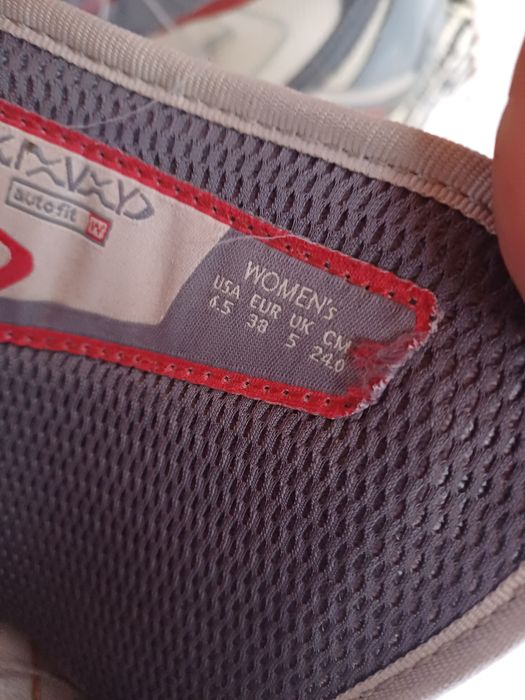 autofit W
WOMEN's
USA EUR UK CM
6.5 38 5 24.0